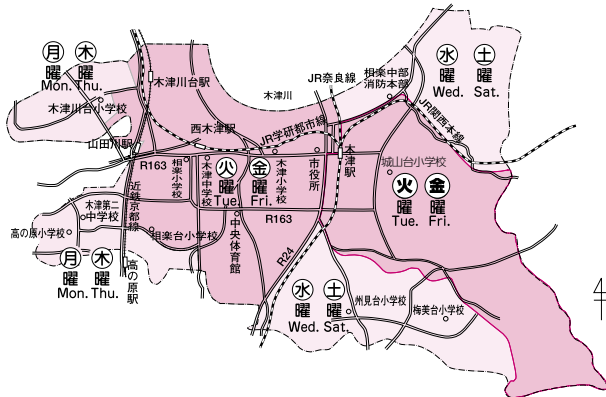 月曜 Mon.
木曜 Thu.
木津川台小学校
木津川台駅
木津川
JR奈良線
相楽中部
消防本部
水曜 Wed.
土曜 Sat.
JR関西本線
西木津駅
JR学研都市線
山田川駅
R163
相楽小学校
木津中学校
火曜 Tue.
金曜 Fri.
木津小学校
市役所
木津駅
城山台小学校
火曜 Tue.
金曜 Fri.
近鉄京都線
木津第二
中学校
高の原小学校
相楽台小学校
中央体育館
R163
R24
月曜 Mon.
木曜 Thu.
高の原駅
水曜 Wed.
土曜 Sat.
州見台小学校
梅美台小学校